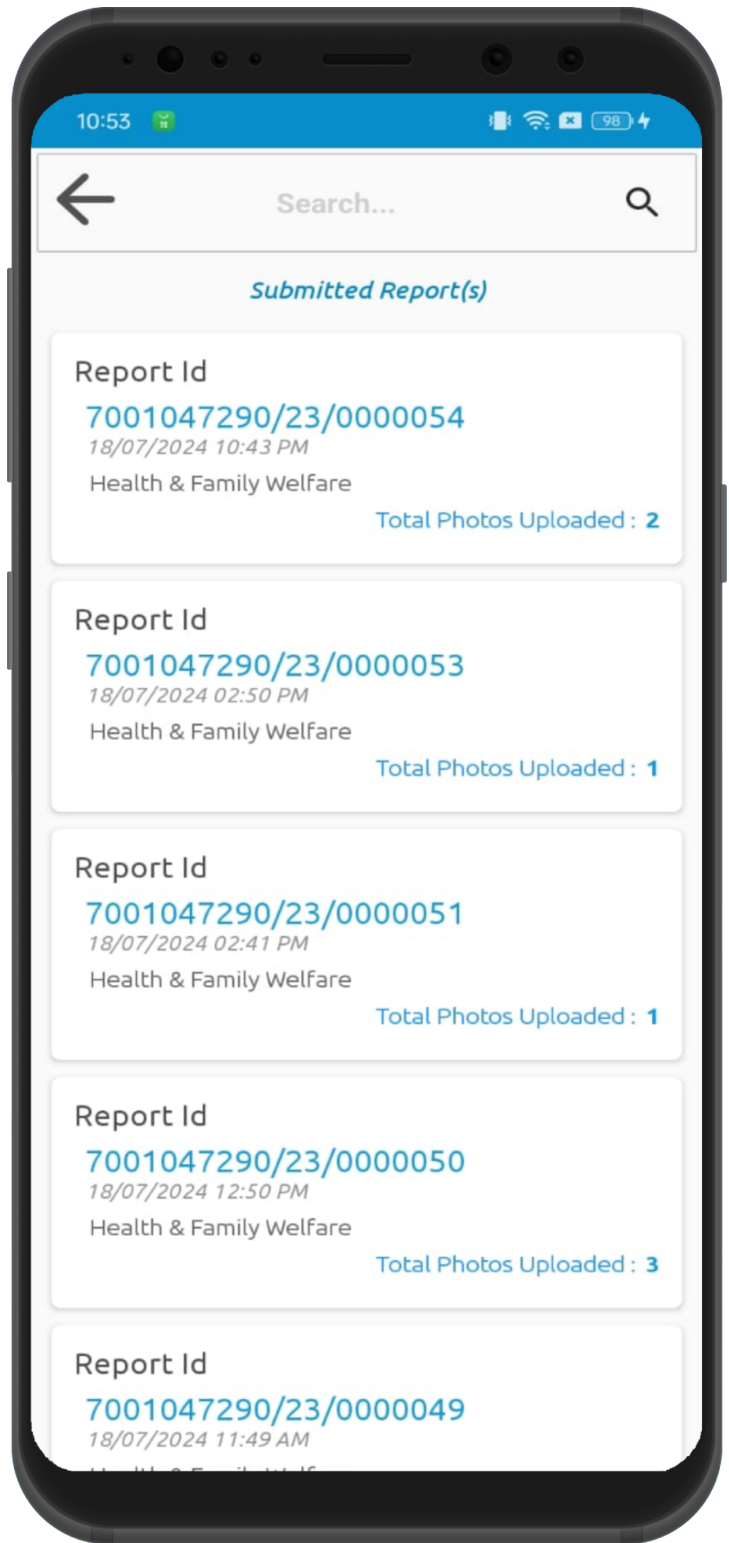 10:53
98
Search...
Submitted Report(s)
Report Id
7001047290/23/0000054
18/07/2024 10:43 PM
Health & Family Welfare
Total Photos Uploaded : 2
Report Id
7001047290/23/0000053
18/07/2024 02:50 PM
Health & Family Welfare
Total Photos Uploaded : 1
Report Id
7001047290/23/0000051
18/07/2024 02:41 PM
Health & Family Welfare
Total Photos Uploaded : 1
Report Id
7001047290/23/0000050
18/07/2024 12:50 PM
Health & Family Welfare
Total Photos Uploaded : 3
Report Id
7001047290/23/0000049
18/07/2024 11:49 AM